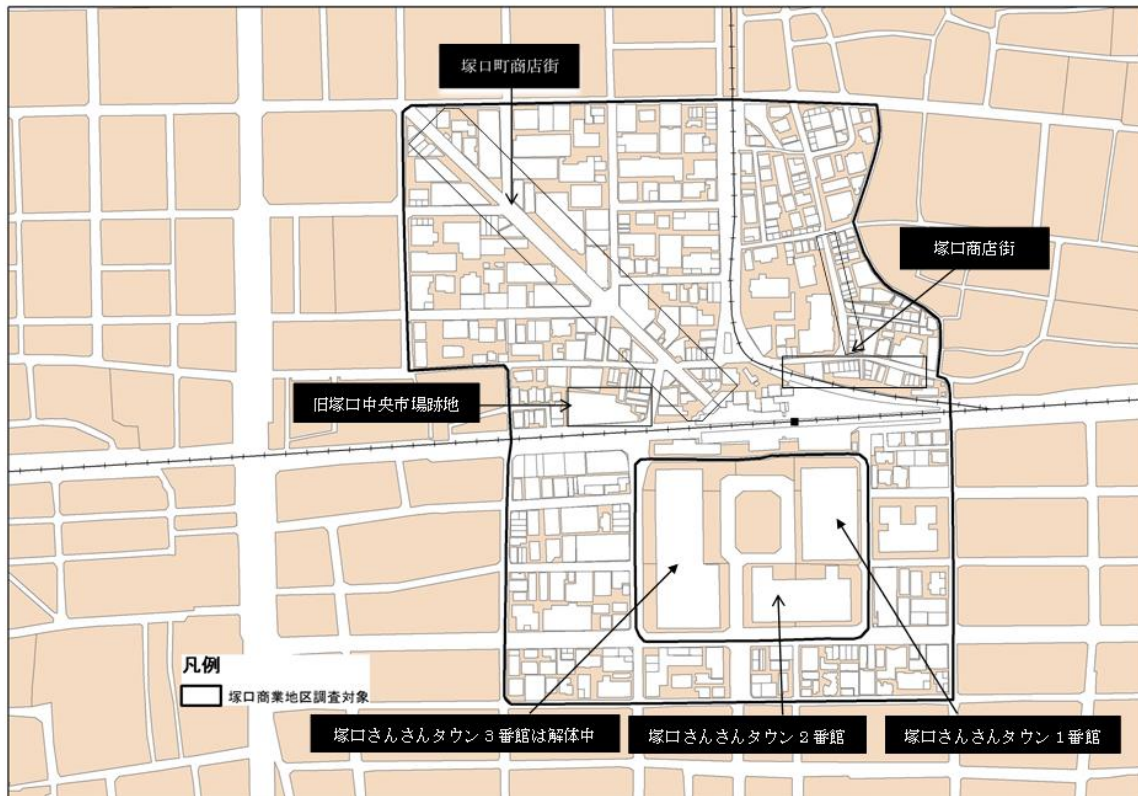 塚口町商店街
塚口商店街
旧塚口中央市場跡地
凡例
塚口商業地区調査対象
塚口さんさんタウン３番館は解体中
塚口さんさんタウン２番館
塚口さんさんタウン１番館